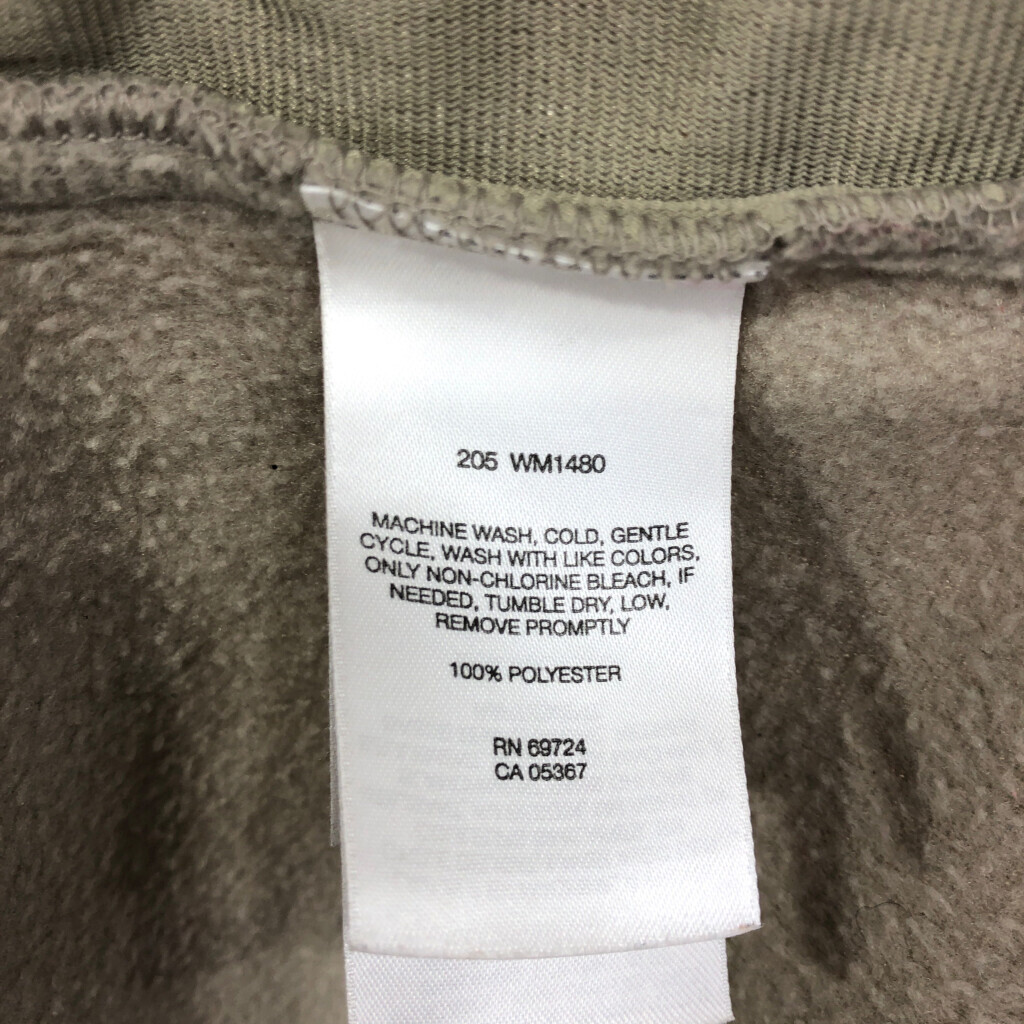 205 WM1480
MACHINE WASH, COLD, GENTLE
CYCLE, WASH WITH LIKE COLORS,
ONLY NON-CHLORINE BLEACH, IF
NEEDED, TUMBLE DRY, LOW,
REMOVE PROMPTLY
100% POLYESTER
RN 69724
CA 05367